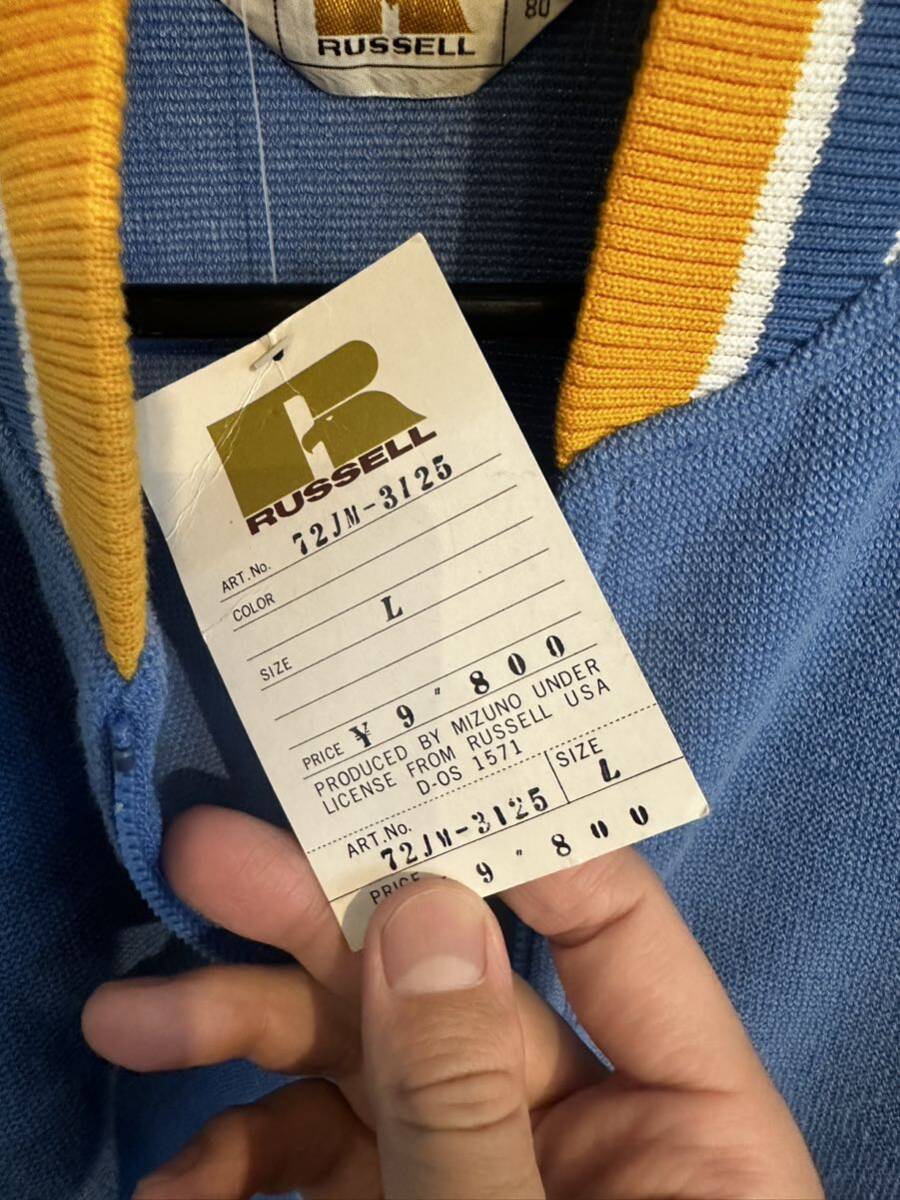 80
RUSSELL
RUSSELL
ART.No. 72JM-3125
COLOR
SIZE L
PRICE ¥ 9"800
PRODUCED BY MIZUNO UNDER
LICENSE FROM RUSSELL USA
D-OS 1571
ART.No. 72JM-3125
SIZE L
PRICE 9"800